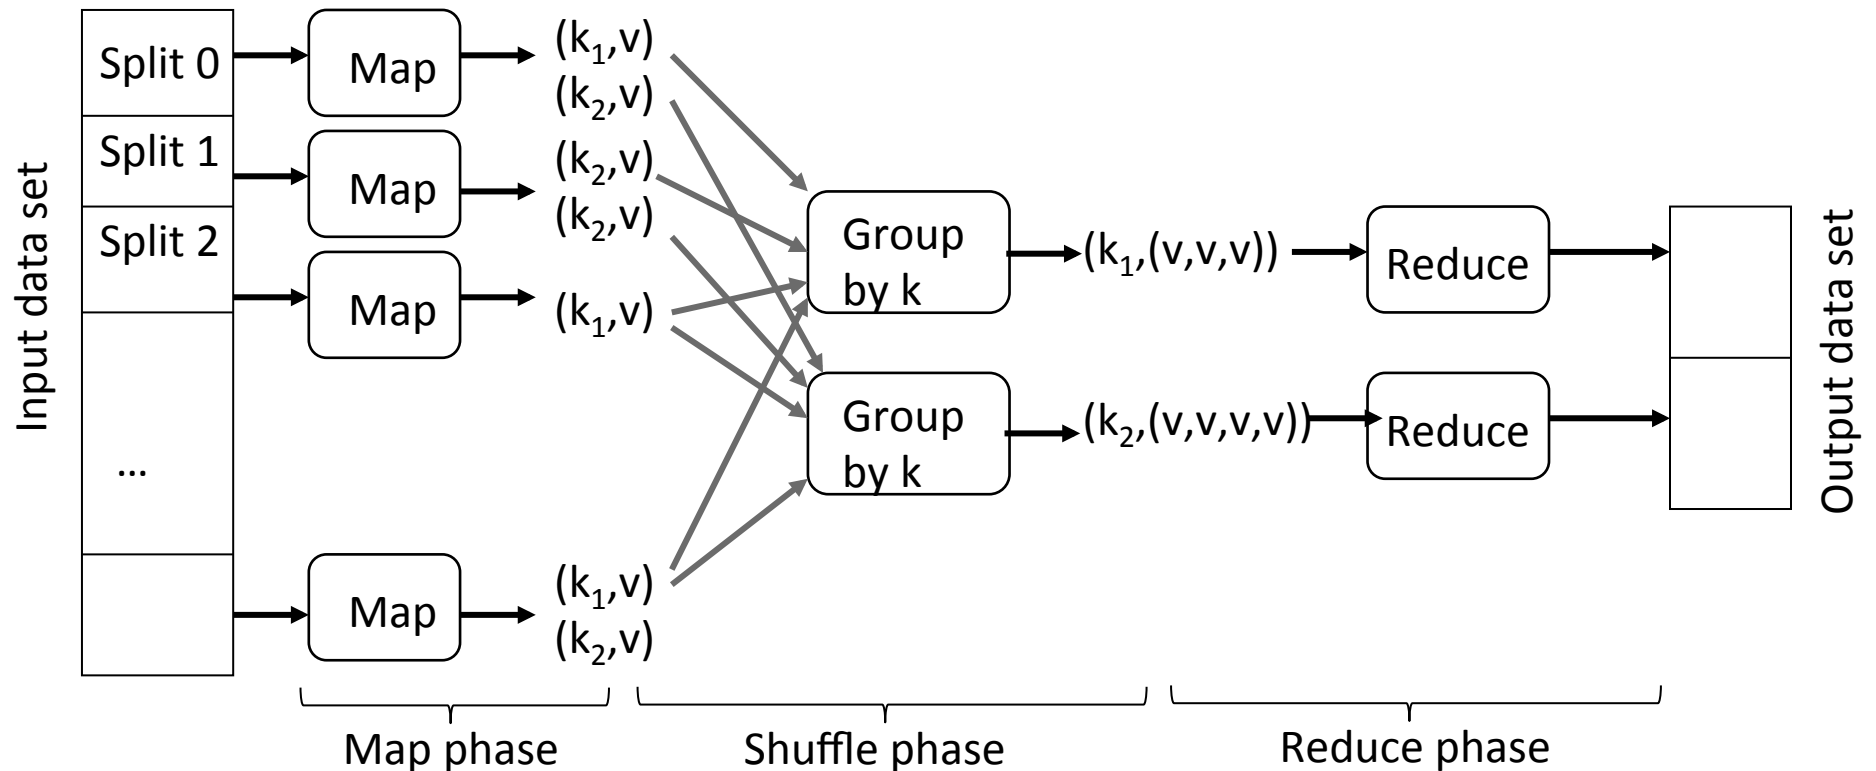 Input data set
Split 0
Split 1
Split 2
...
Map
Map
Map
Map
(k₁,v)
(k₂,v)
(k₂,v)
(k₂,v)
(k₁,v)
(k₁,v)
(k₂,v)
Group
by k
Group
by k
(k₁,(v,v,v))
(k₂,(v,v,v,v))
Reduce
Reduce
Output data set
Map phase
Shuffle phase
Reduce phase